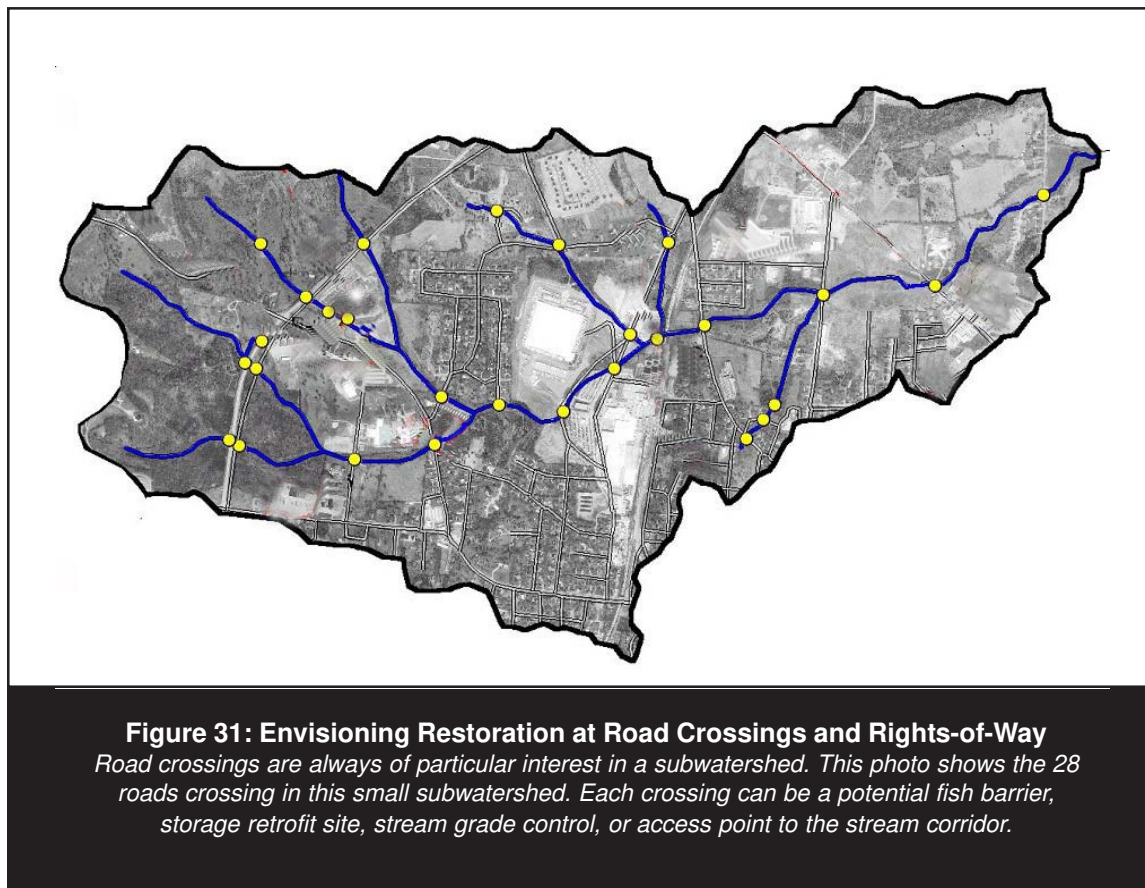 Figure 31: Envisioning Restoration at Road Crossings and Rights-of-Way
Road crossings are always of particular interest in a subwatershed. This photo shows the 28
roads crossing in this small subwatershed. Each crossing can be a potential fish barrier,
storage retrofit site, stream grade control, or access point to the stream corridor.